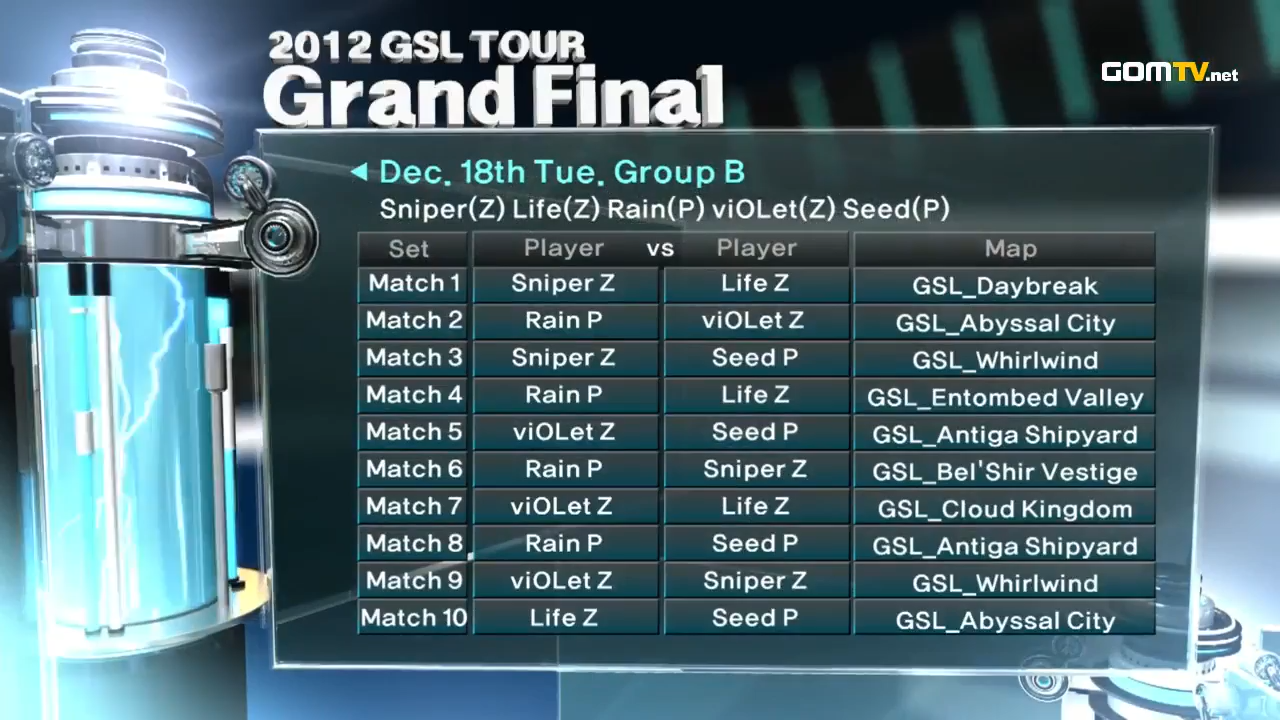 2012 GSL TOUR
Grand Final
GOMTV.net
Dec. 18th Tue. Group B
Sniper(Z) Life(Z) Rain(P) viOLet(Z) Seed(P)
Set Player vs Player Map
Match 1 Sniper Z Life Z GSL_Daybreak
Match 2 Rain P viOLet Z GSL_Abyssal City
Match 3 Sniper Z Seed P GSL_Whirlwind
Match 4 Rain P Life Z GSL_Entombed Valley
Match 5 viOLet Z Seed P GSL_Antiga Shipyard
Match 6 Rain P Sniper Z GSL_Bel'Shir Vestige
Match 7 viOLet Z Life Z GSL_Cloud Kingdom
Match 8 Rain P Seed P GSL_Antiga Shipyard
Match 9 viOLet Z Sniper Z GSL_Whirlwind
Match 10 Life Z Seed P GSL_Abyssal City